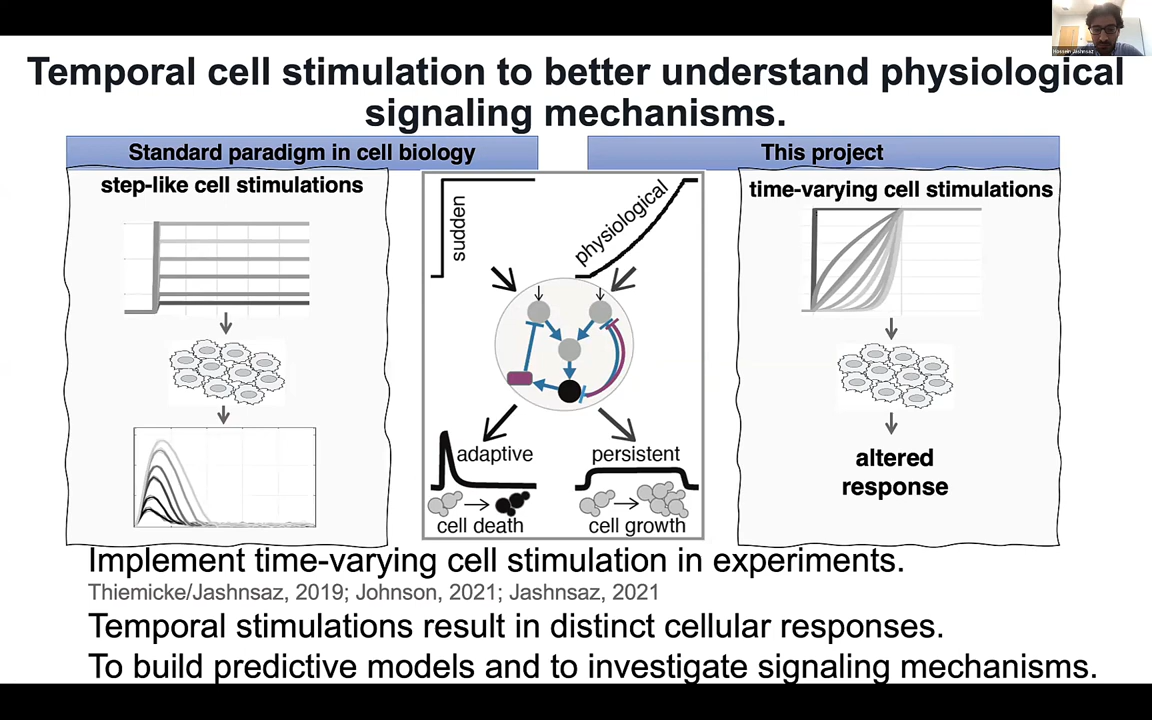 Hossein Jashnsaz
Temporal cell stimulation to better understand physiological
signaling mechanisms.
Standard paradigm in cell biology
This project
step-like cell stimulations
sudden
physiological
time-varying cell stimulations
adaptive
persistent
cell death
cell growth
altered
response
Implement time-varying cell stimulation in experiments.
Thiemicke/Jashnsaz, 2019; Johnson, 2021; Jashnsaz, 2021
Temporal stimulations result in distinct cellular responses.
To build predictive models and to investigate signaling mechanisms.